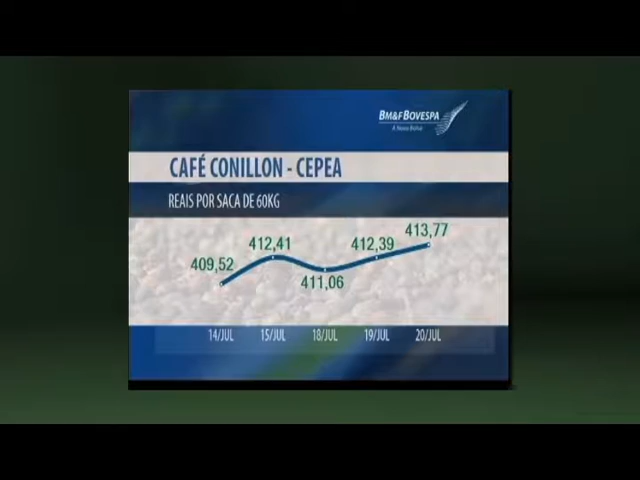 BM&FBOVESPA
A Nova Bolsa
CAFÉ CONILLON - CEPEA
REAIS POR SACA DE 60KG
409,52
412,41
411,06
412,39
413,77
14/JUL 15/JUL 18/JUL 19/JUL 20/JUL